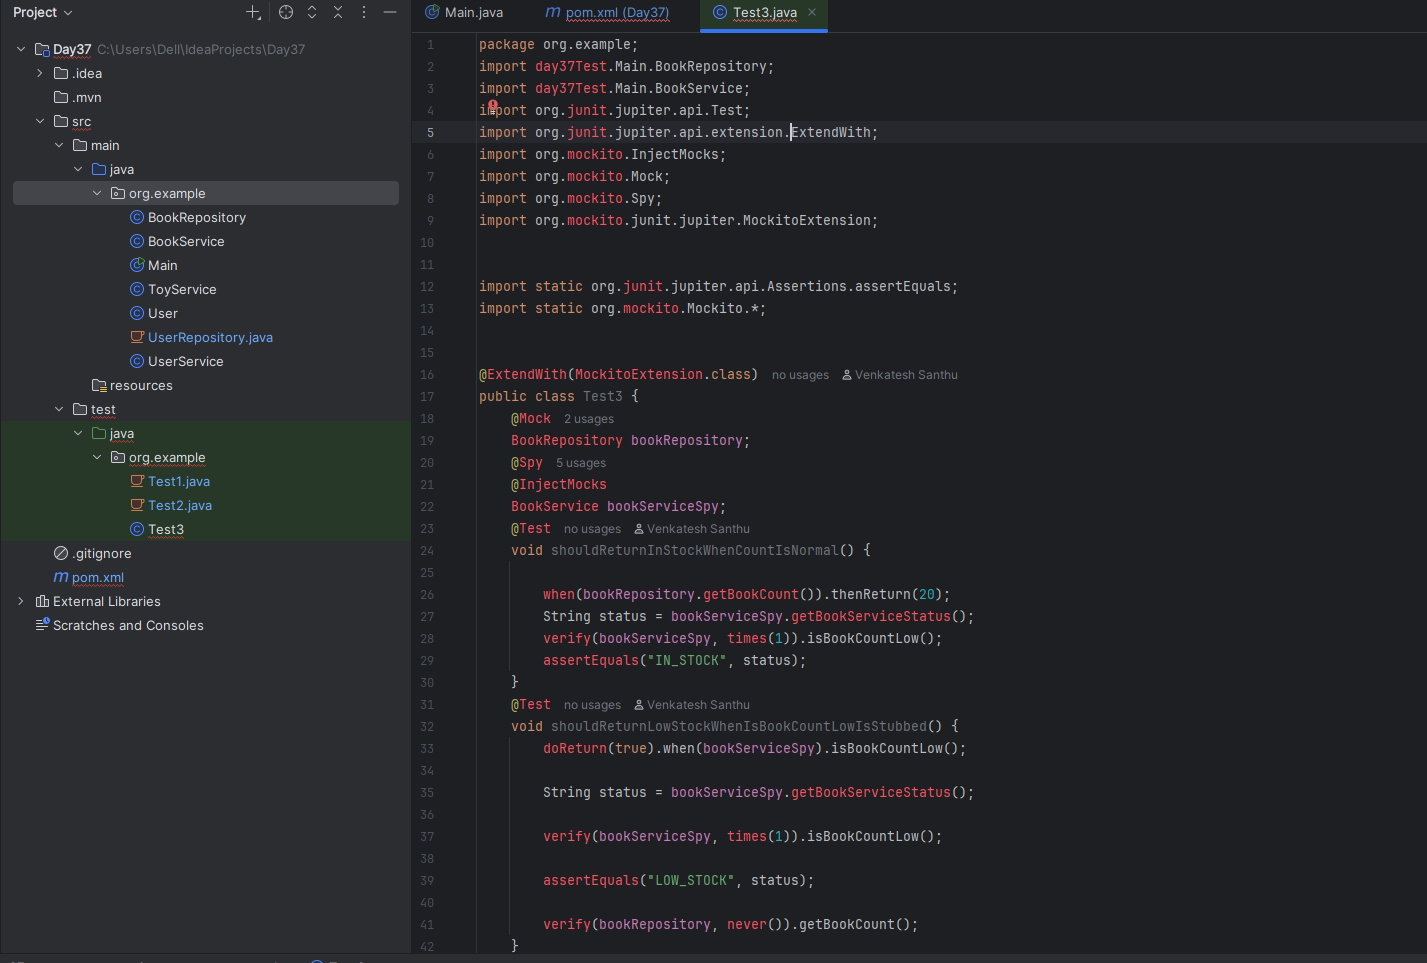 Project
Day37 C:\Users\Dell\IdeaProjects\Day37
.idea
.mvn
src
main
java
org.example
BookRepository
BookService
Main
ToyService
User
UserRepository.java
UserService
resources
test
java
org.example
Test1.java
Test2.java
Test3
.gitignore
pom.xml
External Libraries
Scratches and Consoles
Main.java
pom.xml (Day37)
Test3.java
1 package org.example;
2 import day37Test.Main.BookRepository;
3 import day37Test.Main.BookService;
4 import org.junit.jupiter.api.Test;
5 import org.junit.jupiter.api.extension.ExtendWith;
6 import org.mockito.InjectMocks;
7 import org.mockito.Mock;
8 import org.mockito.Spy;
9 import org.mockito.junit.jupiter.MockitoExtension;
10
11
12 import static org.junit.jupiter.api.Assertions.assertEquals;
13 import static org.mockito.Mockito.*;
14
15
16 @ExtendWith(MockitoExtension.class) no usages Venkatesh Santhu
17 public class Test3 {
18 @Mock 2 usages
19 BookRepository bookRepository;
20 @Spy 5 usages
21 @InjectMocks
22 BookService bookServiceSpy;
23 @Test no usages Venkatesh Santhu
24 void shouldReturnInStockWhenCountIsNormal() {
25
26 when(bookRepository.getBookCount()).thenReturn(20);
27 String status = bookServiceSpy.getBookServiceStatus();
28 verify(bookServiceSpy, times(1)).isBookCountLow();
29 assertEquals("IN_STOCK", status);
30 }
31 @Test no usages Venkatesh Santhu
32 void shouldReturnLowStockWhenIsBookCountLowIsStubbed() {
33 doReturn(true).when(bookServiceSpy).isBookCountLow();
34
35 String status = bookServiceSpy.getBookServiceStatus();
36
37 verify(bookServiceSpy, times(1)).isBookCountLow();
38
39 assertEquals("LOW_STOCK", status);
40
41 verify(bookRepository, never()).getBookCount();
42 }